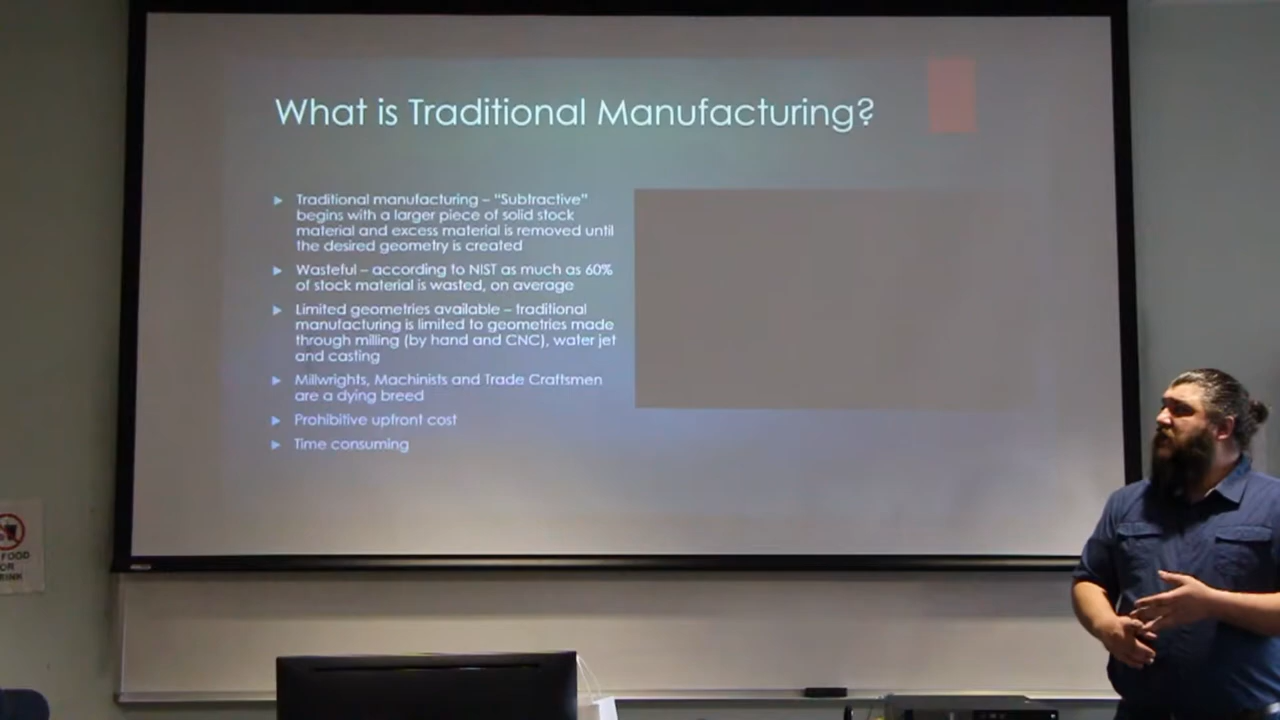 What is Traditional Manufacturing?
Traditional manufacturing – “Subtractive”
begins with a larger piece of solid stock
material and excess material is removed until
the desired geometry is created
Wasteful – according to NIST as much as 60%
of stock material is wasted, on average
Limited geometries available – traditional
manufacturing is limited to geometries made
through milling (by hand and CNC), water jet
and casting
Millwrights, Machinists and Trade Craftsmen
are a dying breed
Prohibitive upfront cost
Time consuming
FOOD
OR
RINK